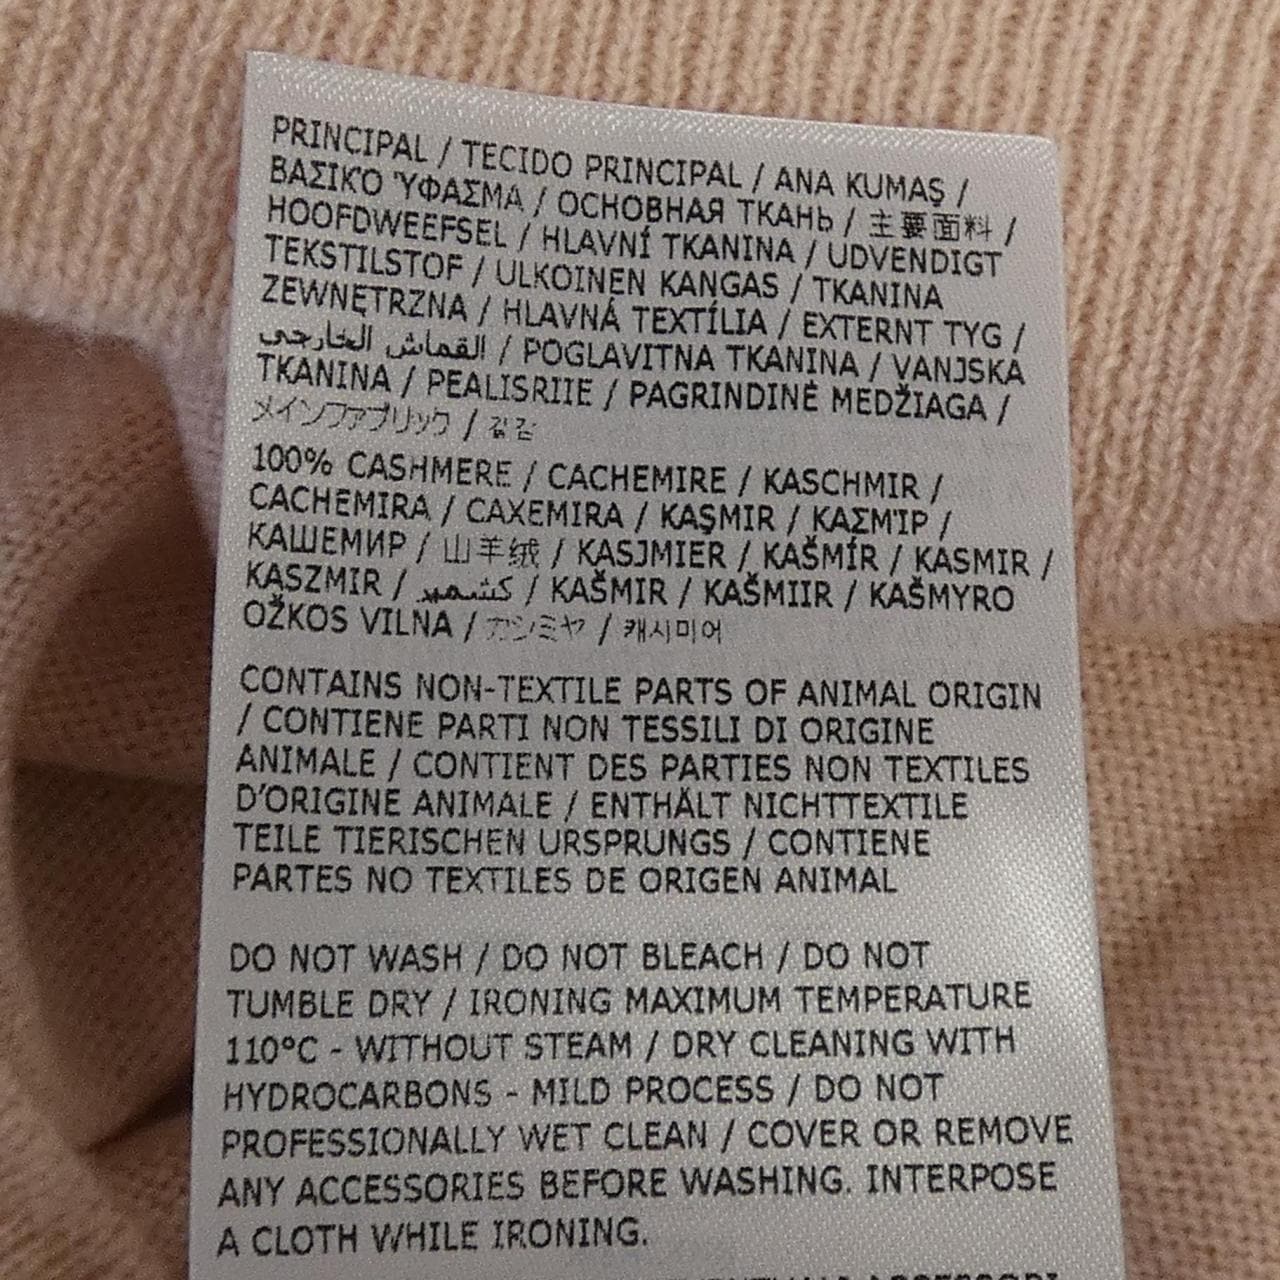 PRINCIPAL / TECIDO PRINCIPAL / ANA KUMAŞ /
ΒΑΣΙΚΌ ΎΦΑΣΜΑ / ОСНОВНАЯ ТКАНЬ / 主要面料 /
HOOFDWEEFSEL / HLAVNÍ TKANINA / UDVENDIGT
TEKSTILSTOF / ULKOINEN KANGAS / TKANINA
ZEWNĘTRZNA / HLAVNÁ TEXTÍLIA / EXTERNT TYG /
القماش الخارجي / POGLAVITNA TKANINA / VANJSKA
TKANINA / PEALISRIIE / PAGRINDINĖ MEDŽIAGA /
メインファブリック / 겉감
100% CASHMERE / CACHEMIRE / KASCHMIR /
CACHEMIRA / CAXEMIRA / KAŞMIR / ΚΑΣΜΊΡ /
КАШЕМИР / 山羊绒 / KASJMIER / KAŠMÍR / KASMIR /
KASZMIR / كشمير / KAŠMIR / KAŠMIIR / KAŠMYRO
OŽKOS VILNA / カシミヤ / 캐시미어
CONTAINS NON-TEXTILE PARTS OF ANIMAL ORIGIN
/ CONTIENE PARTI NON TESSILI DI ORIGINE
ANIMALE / CONTIENT DES PARTIES NON TEXTILES
D'ORIGINE ANIMALE / ENTHÄLT NICHTTEXTILE
TEILE TIERISCHEN URSPRUNGS / CONTIENE
PARTES NO TEXTILES DE ORIGEN ANIMAL
DO NOT WASH / DO NOT BLEACH / DO NOT
TUMBLE DRY / IRONING MAXIMUM TEMPERATURE
110°C - WITHOUT STEAM / DRY CLEANING WITH
HYDROCARBONS - MILD PROCESS / DO NOT
PROFESSIONALLY WET CLEAN / COVER OR REMOVE
ANY ACCESSORIES BEFORE WASHING. INTERPOSE
A CLOTH WHILE IRONING.